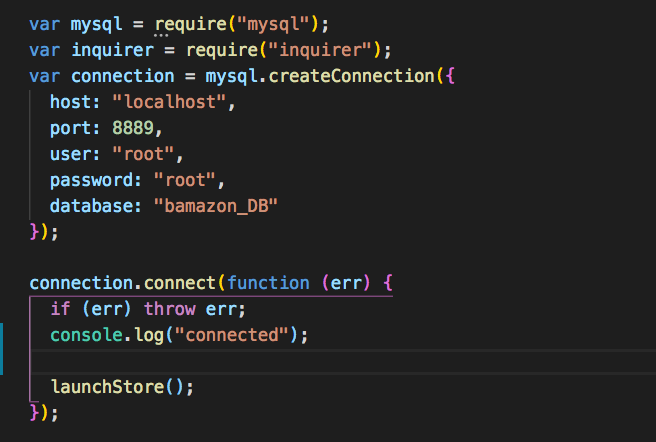 var mysql = require("mysql");
var inquirer = require("inquirer");
var connection = mysql.createConnection({
  host: "localhost",
  port: 8889,
  user: "root",
  password: "root",
  database: "bamazon_DB"
});
connection.connect(function (err) {
  if (err) throw err;
  console.log("connected");
  launchStore();
});